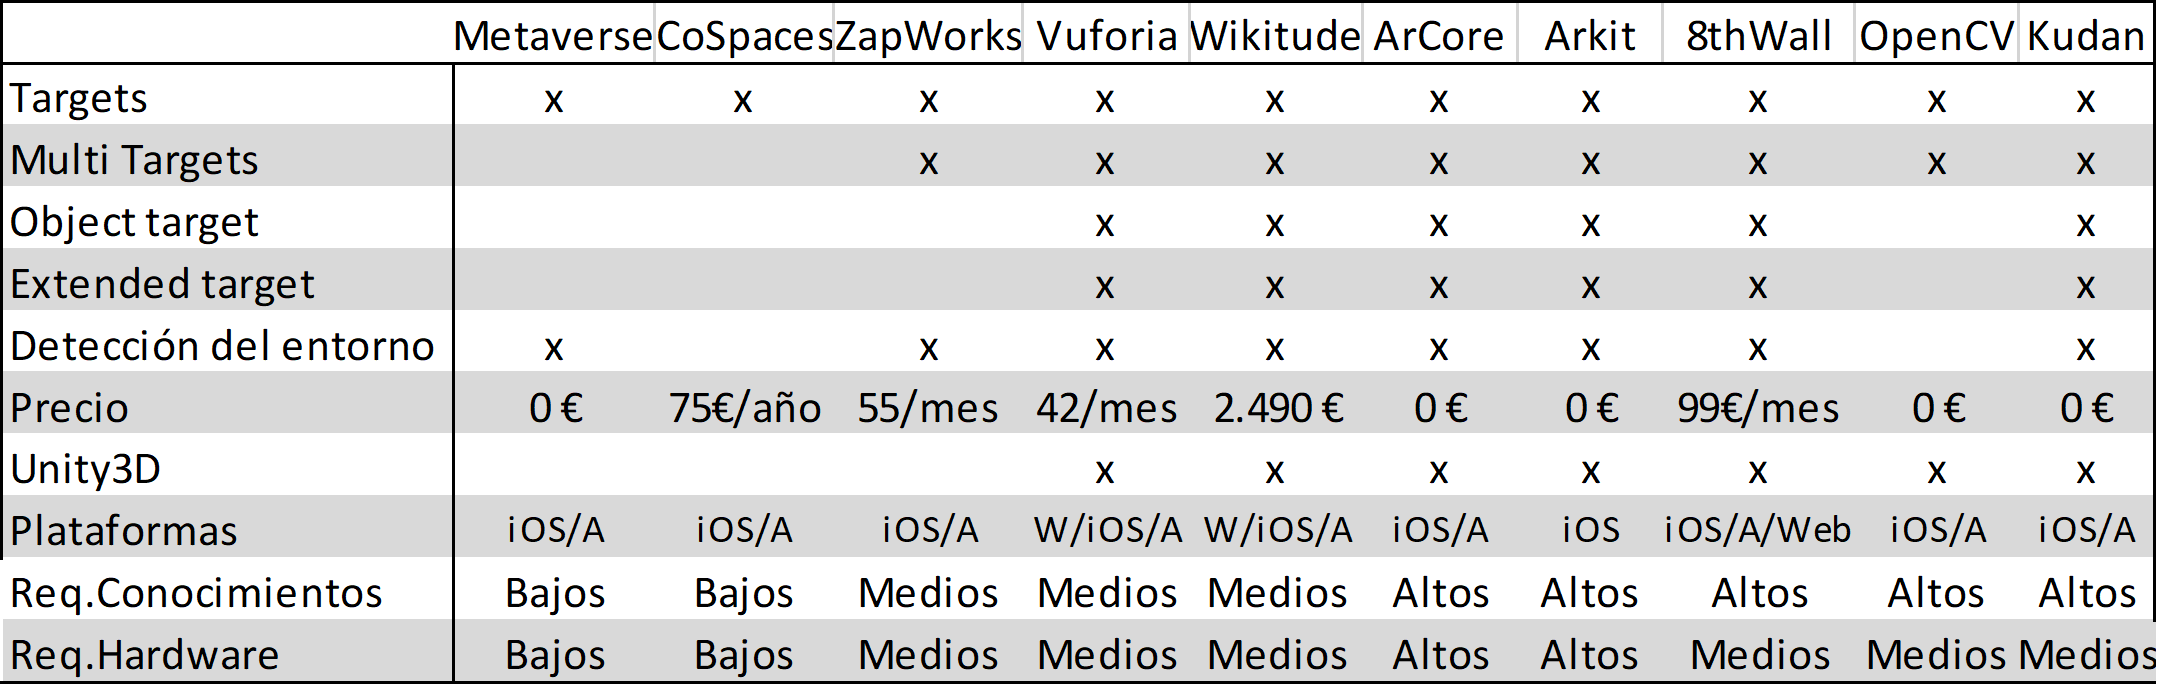 Metaverse CoSpaces ZapWorks Vuforia Wikitude ArCore Arkit 8thWall OpenCV Kudan
Targets x x x x x x x x x x
Multi Targets x x x x x x x x
Object target x x x x x x
Extended target x x x x x x
Detección del entorno x x x x x x x x
Precio 0 € 75€/año 55/mes 42/mes 2.490 € 0 € 0 € 99€/mes 0 € 0 €
Unity3D x x x x x x x
Plataformas iOS/A iOS/A iOS/A W/iOS/A W/iOS/A iOS/A iOS iOS/A/Web iOS/A iOS/A
Req.Conocimientos Bajos Bajos Medios Medios Medios Altos Altos Altos Altos Altos
Req.Hardware Bajos Bajos Medios Medios Medios Altos Altos Medios Medios Medios